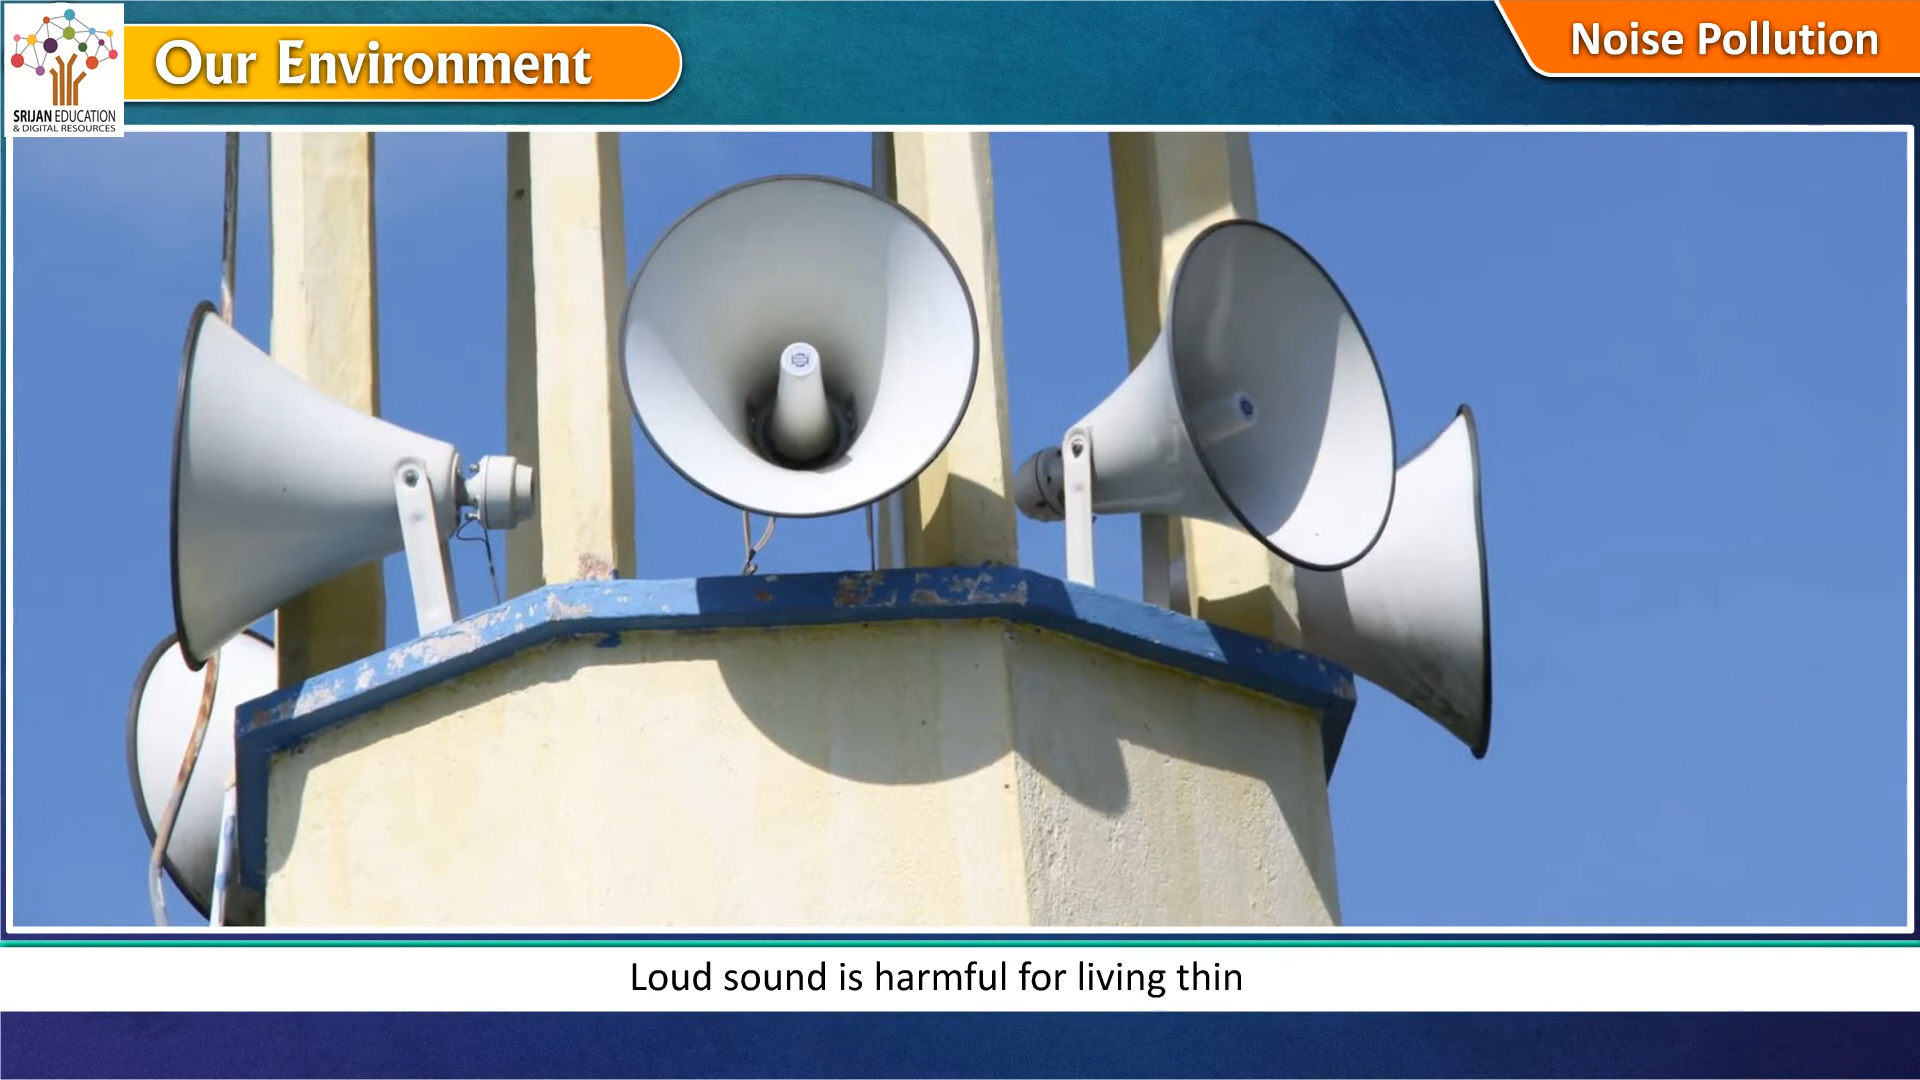 Our Environment
Noise Pollution
SRIJAN EDUCATION
& DIGITAL RESOURCES
Loud sound is harmful for living thin